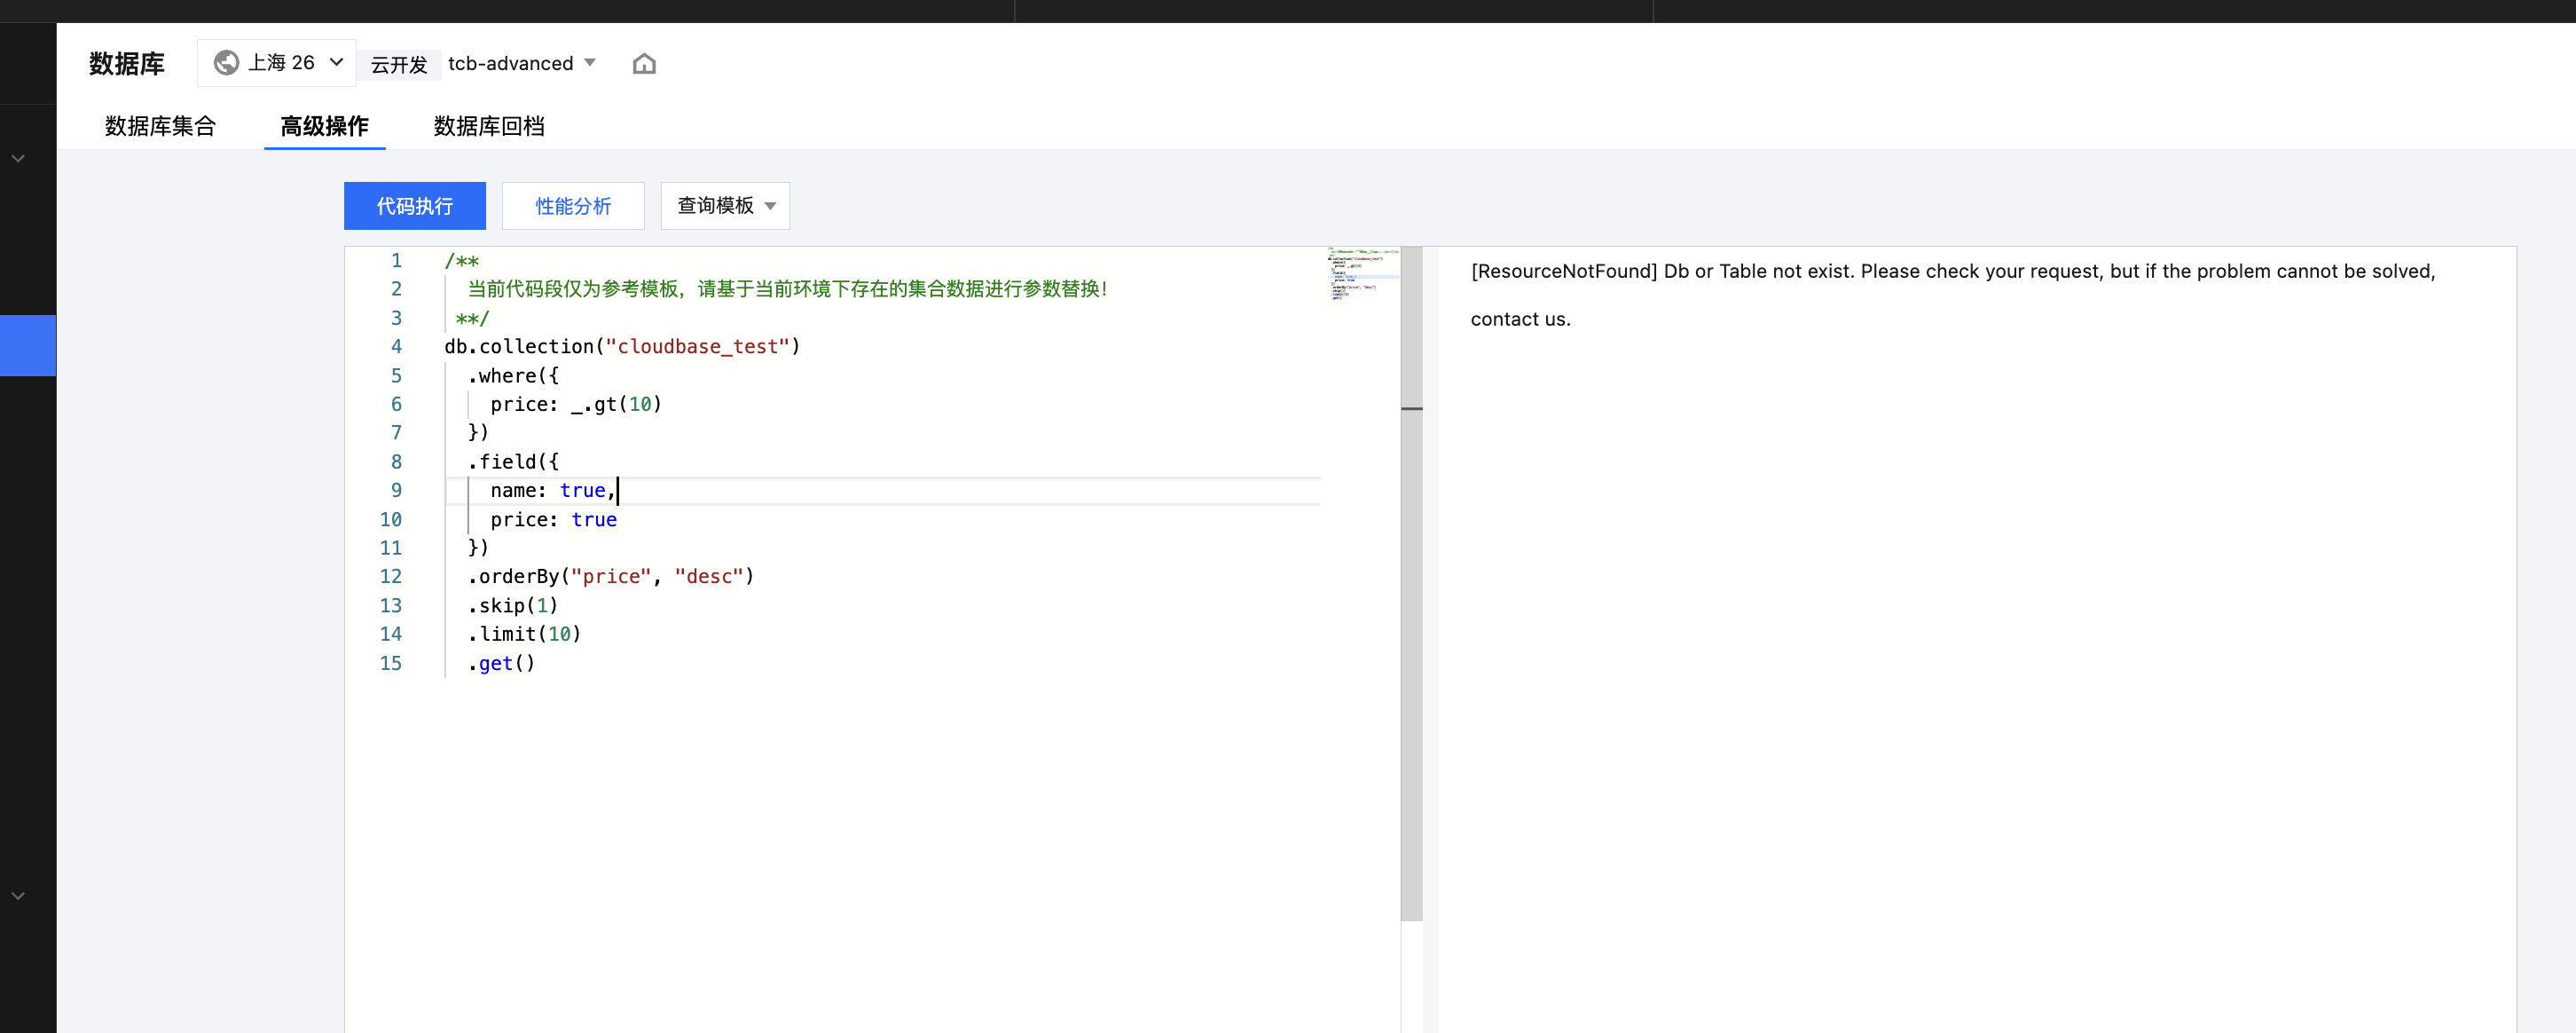 数据库 上海 26 云开发 tcb-advanced
数据库集合 高级操作 数据库回档
代码执行 性能分析 查询模板
1 /**
2 当前代码段仅为参考模板，请基于当前环境下存在的集合数据进行参数替换！
3 **/
4 db.collection("cloudbase_test")
5 .where({
6 price: _.gt(10)
7 })
8 .field({
9 name: true,
10 price: true
11 })
12 .orderBy("price", "desc")
13 .skip(1)
14 .limit(10)
15 .get()
[ResourceNotFound] Db or Table not exist. Please check your request, but if the problem cannot be solved,
contact us.